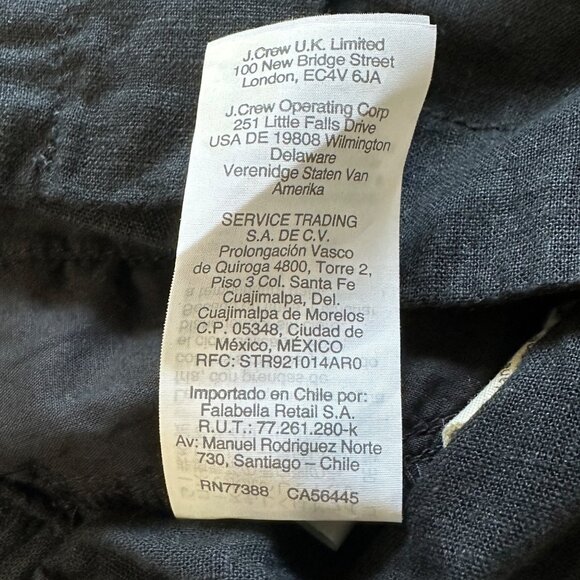 J.Crew U.K. Limited
100 New Bridge Street
London, EC4V 6JA
J.Crew Operating Corp
251 Little Falls Drive
USA DE 19808 Wilmington
Delaware
Verenidge Staten Van
Amerika
SERVICE TRADING
S.A. DE C.V.
Prolongación Vasco
de Quiroga 4800, Torre 2,
Piso 3 Col. Santa Fe
Cuajimalpa, Del.
Cuajimalpa de Morelos
C.P. 05348, Ciudad de
México, MÉXICO
RFC: STR921014AR0
Importado en Chile por:
Falabella Retail S.A.
R.U.T.: 77.261.280-k
Av: Manuel Rodriguez Norte
730, Santiago – Chile
RN77388 CA56445